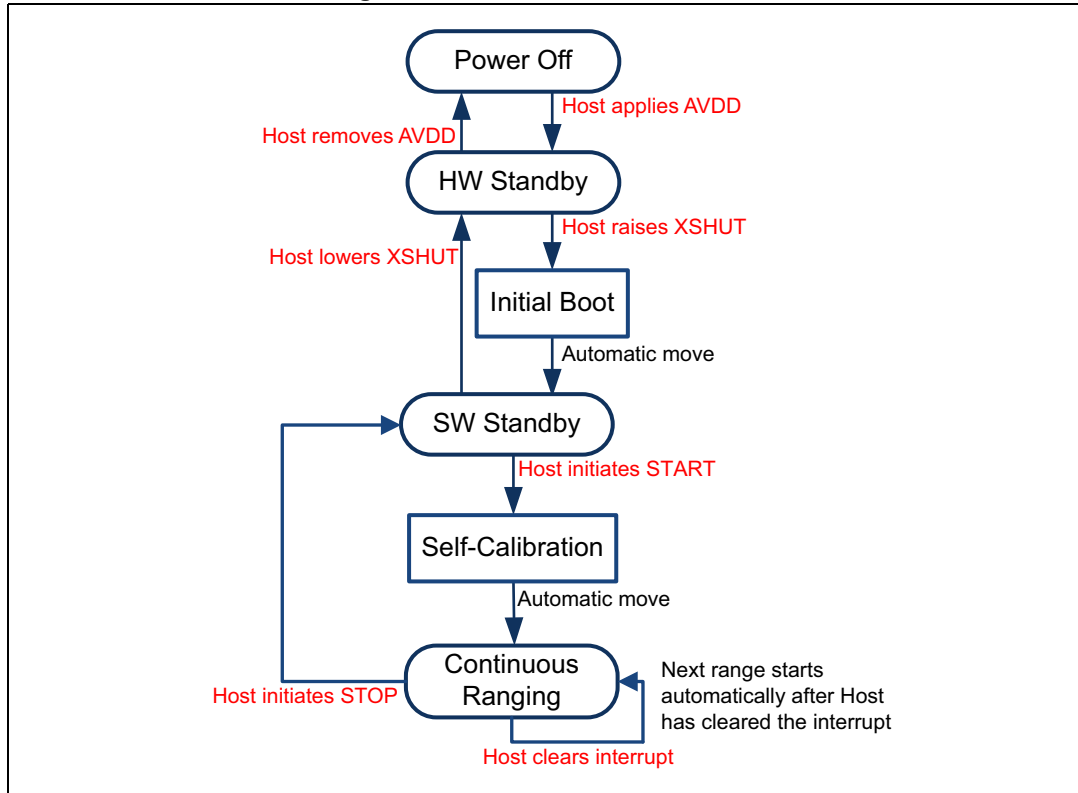 Power Off
Host applies AVDD
Host removes AVDD
HW Standby
Host raises XSHUT
Host lowers XSHUT
Initial Boot
Automatic move
SW Standby
Host initiates START
Self-Calibration
Automatic move
Continuous
Ranging
Next range starts
automatically after Host
has cleared the interrupt
Host initiates STOP
Host clears interrupt